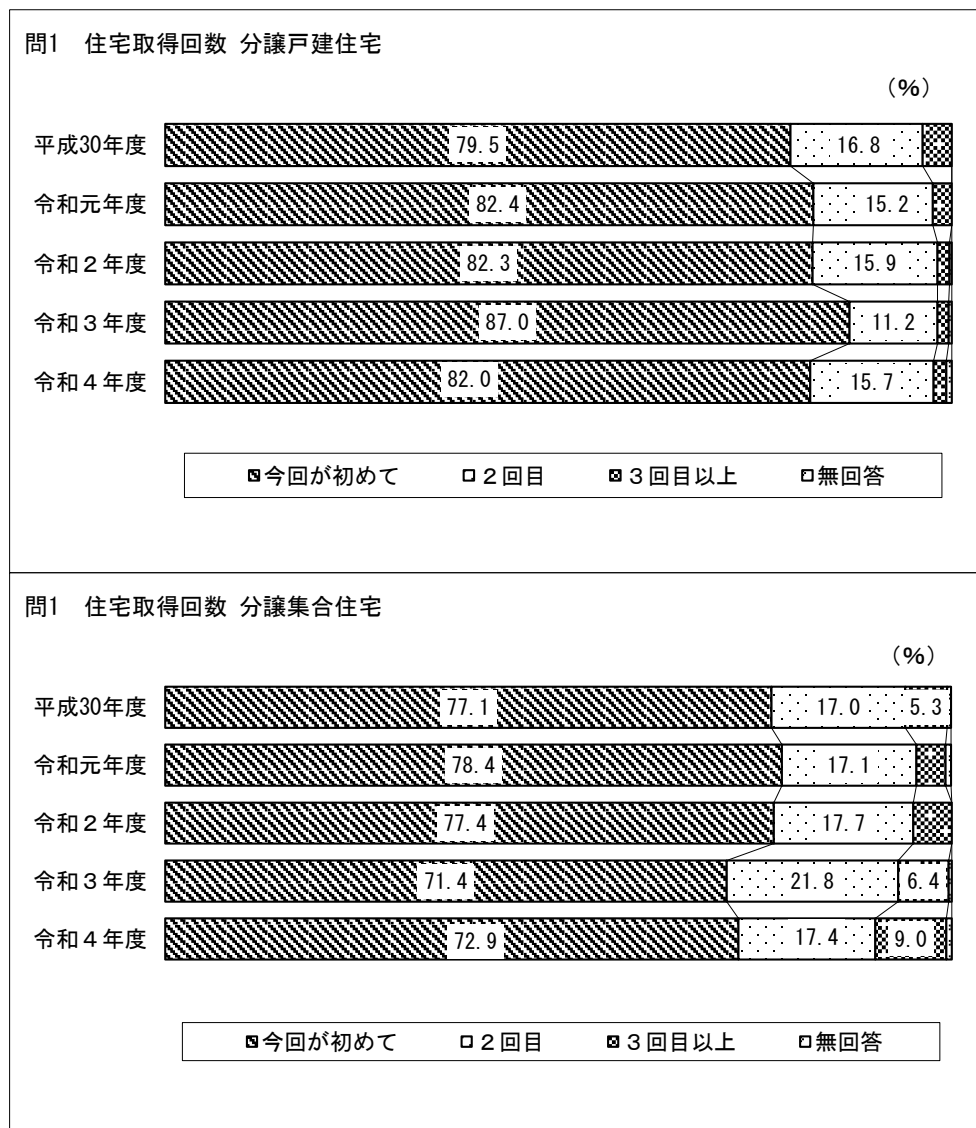 問1　住宅取得回数 分譲戸建住宅
（%）
平成30年度 79.5 16.8
令和元年度 82.4 15.2
令和２年度 82.3 15.9
令和３年度 87.0 11.2
令和４年度 82.0 15.7
今回が初めて ２回目 ３回目以上 無回答
問1　住宅取得回数 分譲集合住宅
（%）
平成30年度 77.1 17.0 5.3
令和元年度 78.4 17.1
令和２年度 77.4 17.7
令和３年度 71.4 21.8 6.4
令和４年度 72.9 17.4 9.0
今回が初めて ２回目 ３回目以上 無回答